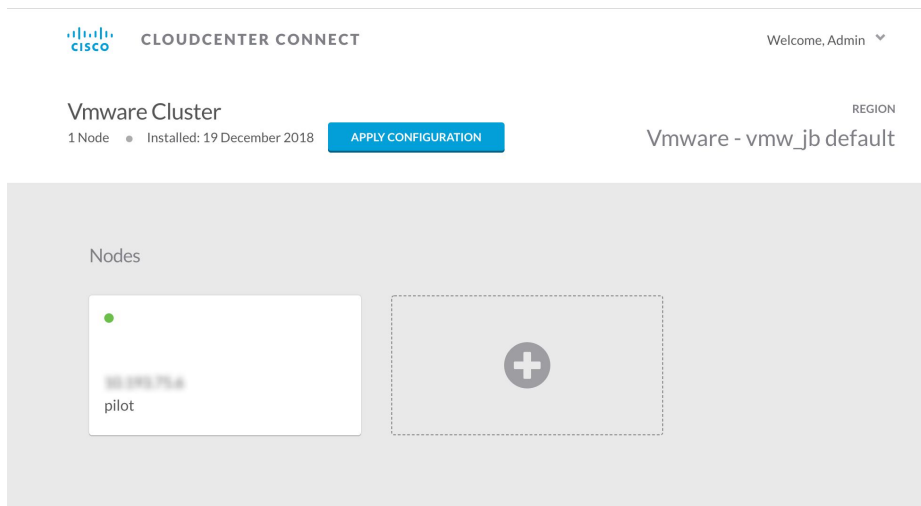 CISCO CLOUDCENTER CONNECT
Welcome, Admin
Vmware Cluster
1 Node • Installed: 19 December 2018
APPLY CONFIGURATION
REGION
Vmware - vmw_jb default
Nodes
pilot